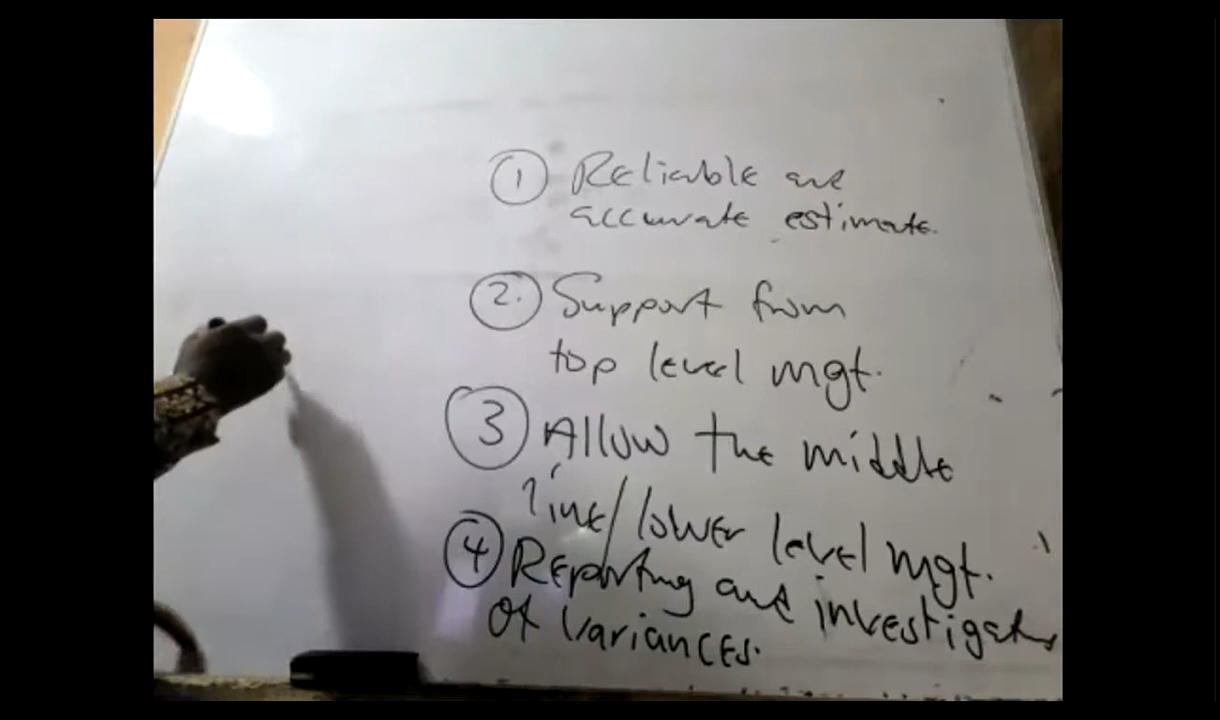 ① Reliable and
accurate estimate.
② Support from
top level mgt.
③ Allow the middle
line/lower level mgt.
④ Reporting and investigation
of variances.